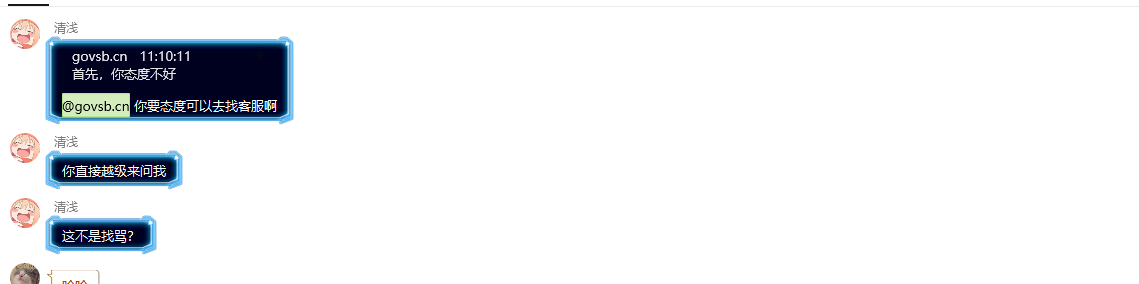 清浅
govsb.cn 11:10:11
首先，你态度不好
@govsb.cn 你要态度可以去找客服啊
清浅
你直接越级来问我
清浅
这不是找骂?